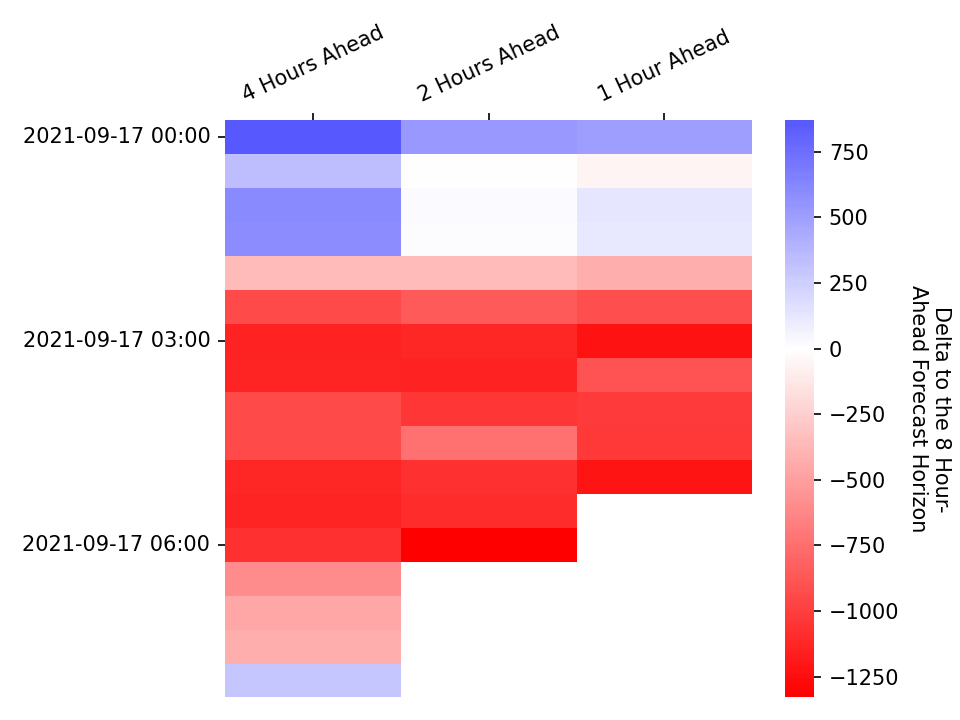 4 Hours Ahead
2 Hours Ahead
1 Hour Ahead
2021-09-17 00:00
2021-09-17 03:00
2021-09-17 06:00
750
500
250
0
−250
−500
−750
−1000
−1250
Delta to the 8 Hour-
Ahead Forecast Horizon